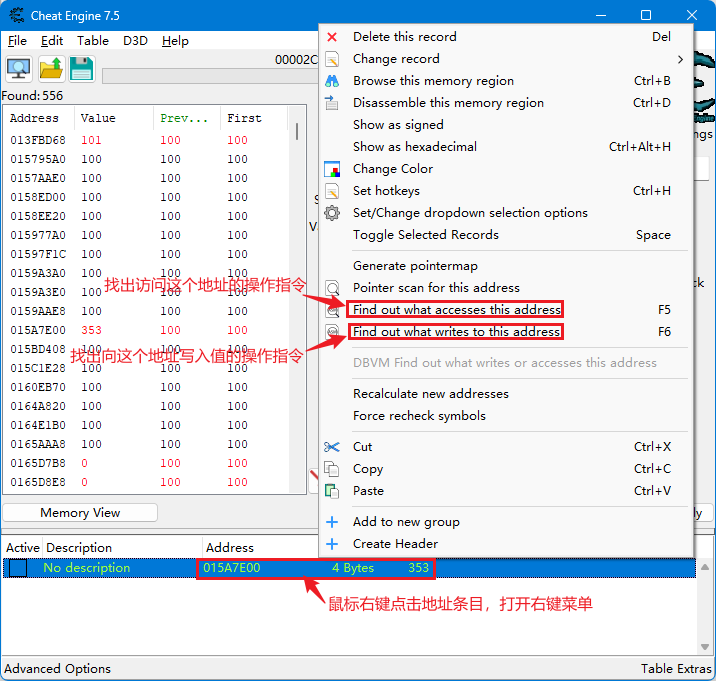 Cheat Engine 7.5
File Edit Table D3D Help
00002C
Found: 556
Address Value Prev... First
013FBD68 101 100 100
015795A0 100 100 100
0157AAE0 100 100 100
0158ED00 100 100 100
0158EE20 100 100 100
015977A0 100 100 100
01597F1C 100 100 100
0159A3A0 100 100 100
0159A3E0 100 100 100
0159AAE8 100 100 100
015A7E00 353 100 100
015BD408 100 100 100
015C1E28 100 100 100
0160EB70 100 100 100
0164A820 100 100 100
0164E1B0 100 100 100
0165AAA8 100 100 100
0165D7B8 0 100 100
0165D8E8 0 100 100
找出访问这个地址的操作指令
找出向这个地址写入值的操作指令
Delete this record Del
Change record
Browse this memory region Ctrl+B
Disassemble this memory region Ctrl+D
Show as signed
Show as hexadecimal Ctrl+Alt+H
Change Color
Set hotkeys Ctrl+H
Set/Change dropdown selection options
Toggle Selected Records Space
Generate pointermap
Pointer scan for this address
Find out what accesses this address F5
Find out what writes to this address F6
DBVM Find out what writes or accesses this address
Recalculate new addresses
Force recheck symbols
Cut Ctrl+X
Copy Ctrl+C
Paste Ctrl+V
Add to new group
Create Header
Memory View
Active Description Address
No description 015A7E00 4 Bytes 353
鼠标右键点击地址条目，打开右键菜单
Advanced Options Table Extras